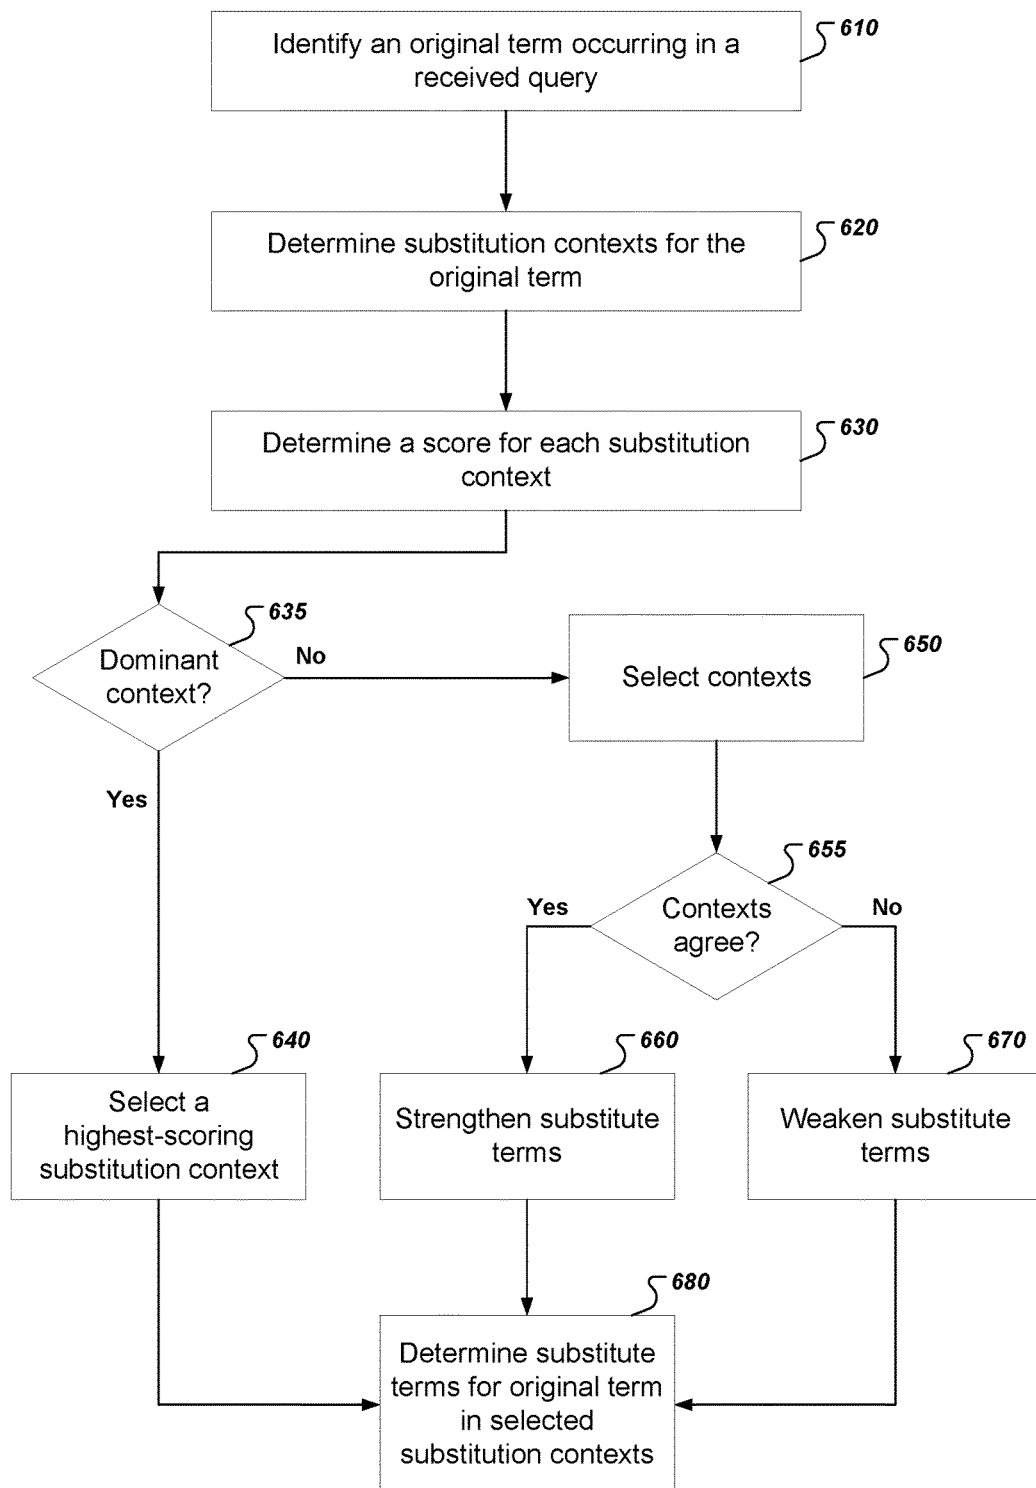 610
Identify an original term occurring in a
received query
620
Determine substitution contexts for the
original term
630
Determine a score for each substitution
context
635
Dominant
context?
No
650
Select contexts
Yes
655
Contexts
agree?
Yes
No
640
Select a
highest-scoring
substitution context
660
Strengthen substitute
terms
670
Weaken substitute
terms
680
Determine substitute
terms for original term
in selected
substitution contexts